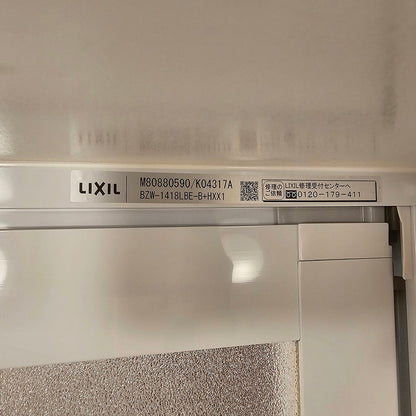 LIXIL
M80880590/K04317A
BZW-1418LBE-B+HXX1
修理の
ご依頼
LIXIL修理受付センターへ
0120-179-411